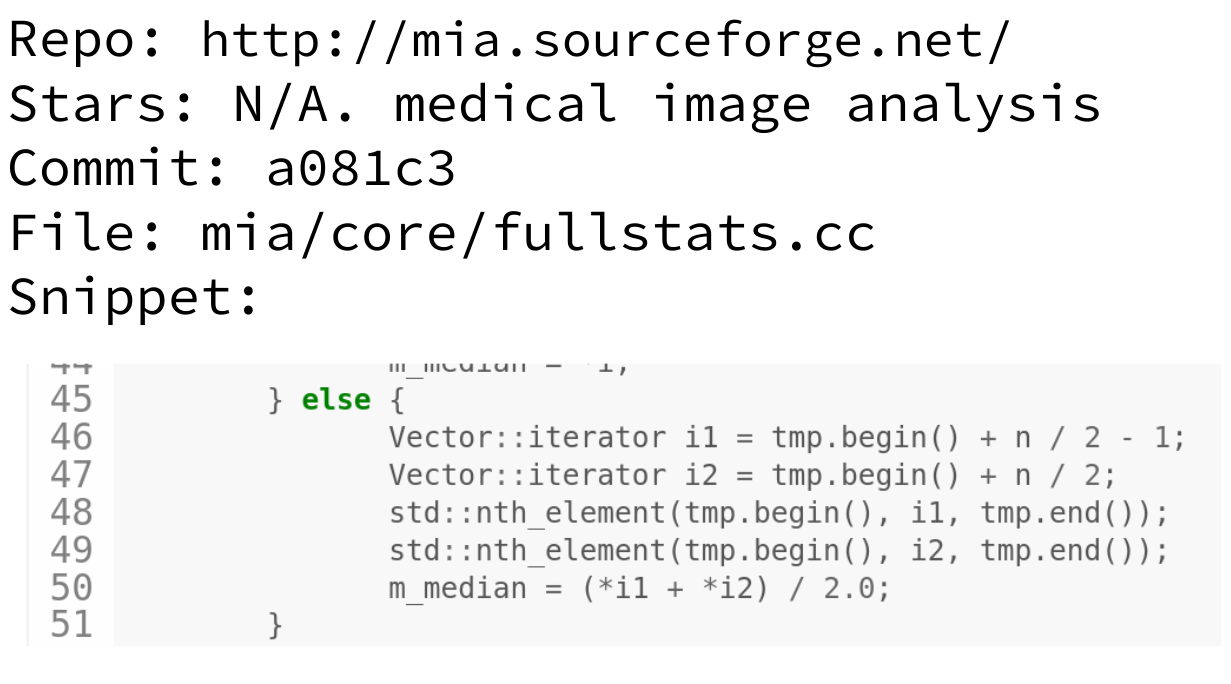 Repo: http://mia.sourceforge.net/
Stars: N/A. medical image analysis
Commit: a081c3
File: mia/core/fullstats.cc
Snippet:
44 m_median = *i;
45 } else {
46 Vector::iterator i1 = tmp.begin() + n / 2 - 1;
47 Vector::iterator i2 = tmp.begin() + n / 2;
48 std::nth_element(tmp.begin(), i1, tmp.end());
49 std::nth_element(tmp.begin(), i2, tmp.end());
50 m_median = (*i1 + *i2) / 2.0;
51 }